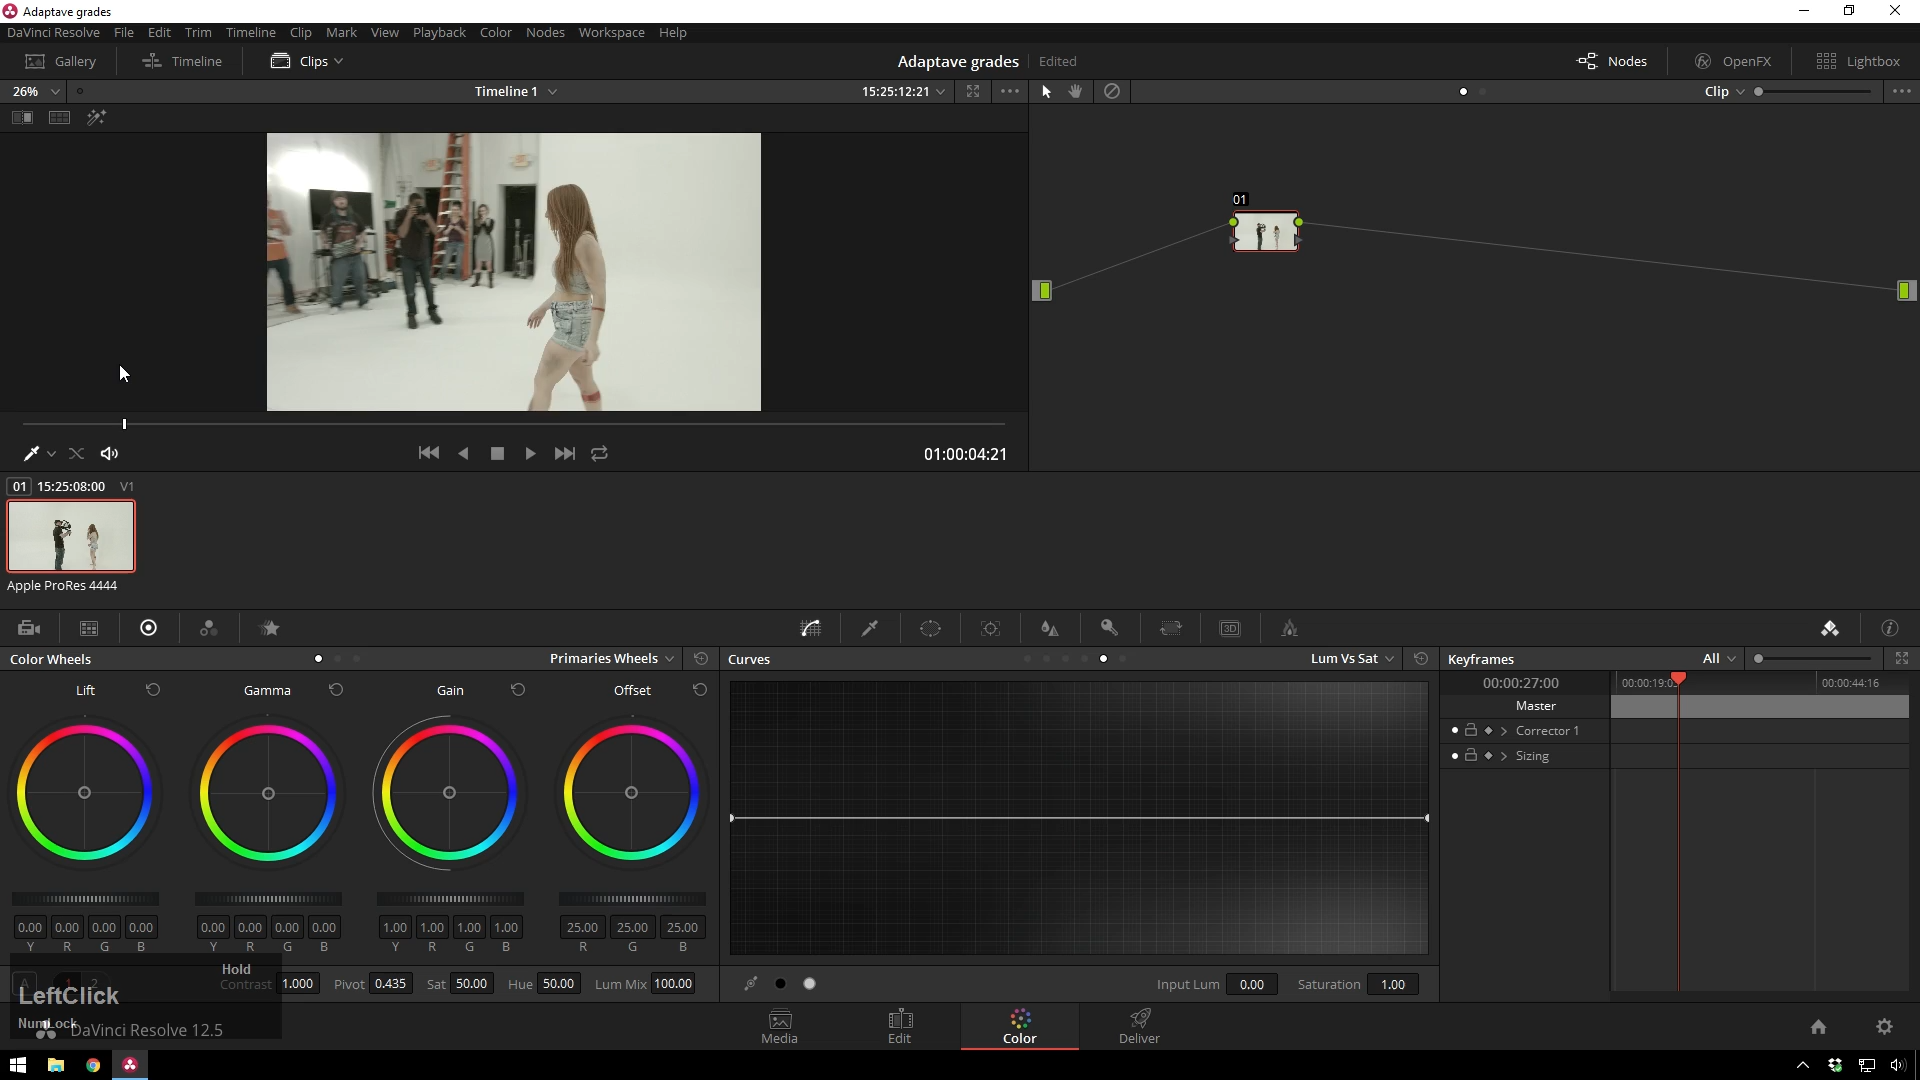 Adaptave grades
DaVinci Resolve File Edit Trim Timeline Clip Mark View Playback Color Nodes Workspace Help
Gallery Timeline Clips Adaptave grades Edited Nodes OpenFX Lightbox
26% Timeline 1 15:25:12:21 Clip
01
01:00:04:21
01 15:25:08:00 V1
Apple ProRes 4444
3D
Color Wheels Primaries Wheels Curves Lum Vs Sat Keyframes All
Lift Gamma Gain Offset 00:00:27:00 00:00:19:0 00:00:44:16
Master
Corrector 1
Sizing
0.00 0.00 0.00 0.00 0.00 0.00 0.00 0.00 1.00 1.00 1.00 1.00 25.00 25.00 25.00
Y R G B Y R G B Y R G B R G B
Hold
A 1 2 Contrast 1.000 Pivot 0.435 Sat 50.00 Hue 50.00 Lum Mix 100.00 Input Lum 0.00 Saturation 1.00
LeftClick
NumLock
DaVinci Resolve 12.5
Media Edit Color Deliver